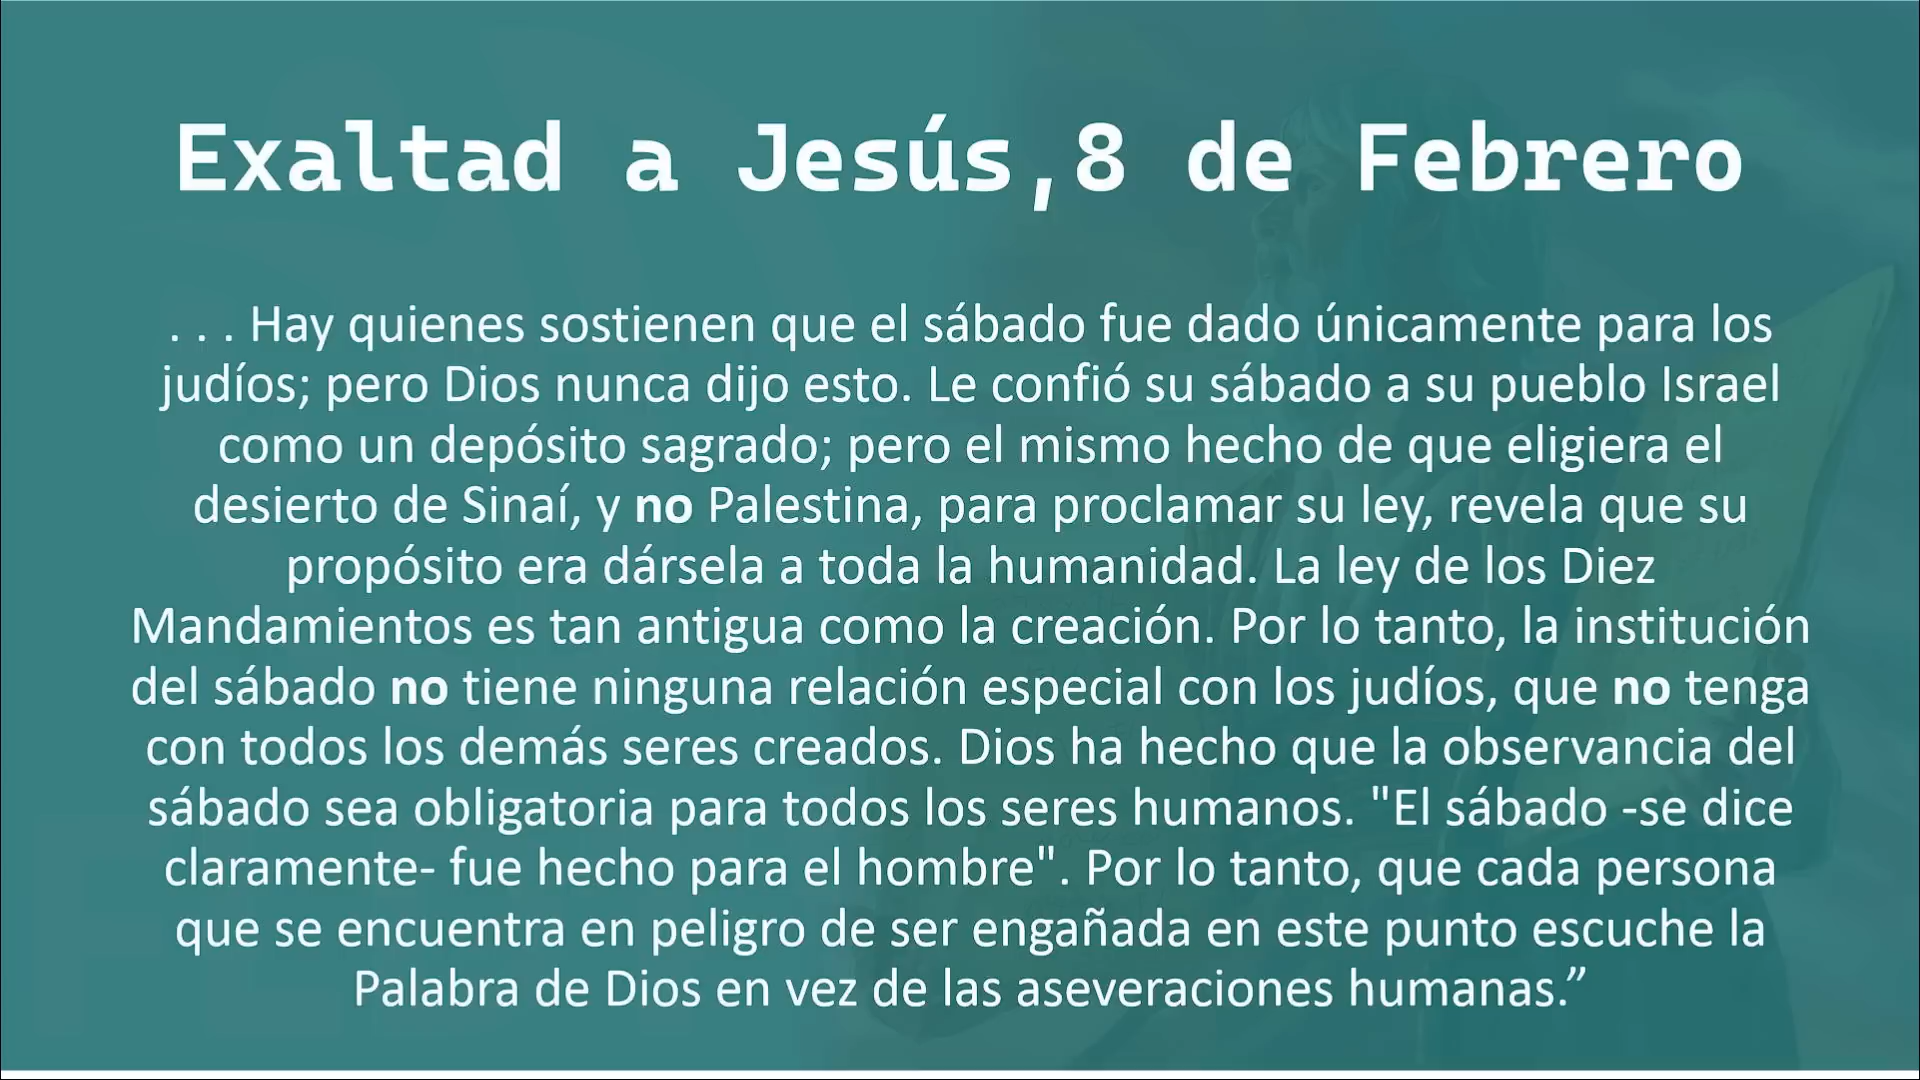 Exaltad a Jesús,8 de Febrero
. . . Hay quienes sostienen que el sábado fue dado únicamente para los
judíos; pero Dios nunca dijo esto. Le confió su sábado a su pueblo Israel
como un depósito sagrado; pero el mismo hecho de que eligiera el
desierto de Sinaí, y no Palestina, para proclamar su ley, revela que su
propósito era dársela a toda la humanidad. La ley de los Diez
Mandamientos es tan antigua como la creación. Por lo tanto, la institución
del sábado no tiene ninguna relación especial con los judíos, que no tenga
con todos los demás seres creados. Dios ha hecho que la observancia del
sábado sea obligatoria para todos los seres humanos. "El sábado -se dice
claramente- fue hecho para el hombre". Por lo tanto, que cada persona
que se encuentra en peligro de ser engañada en este punto escuche la
Palabra de Dios en vez de las aseveraciones humanas.”